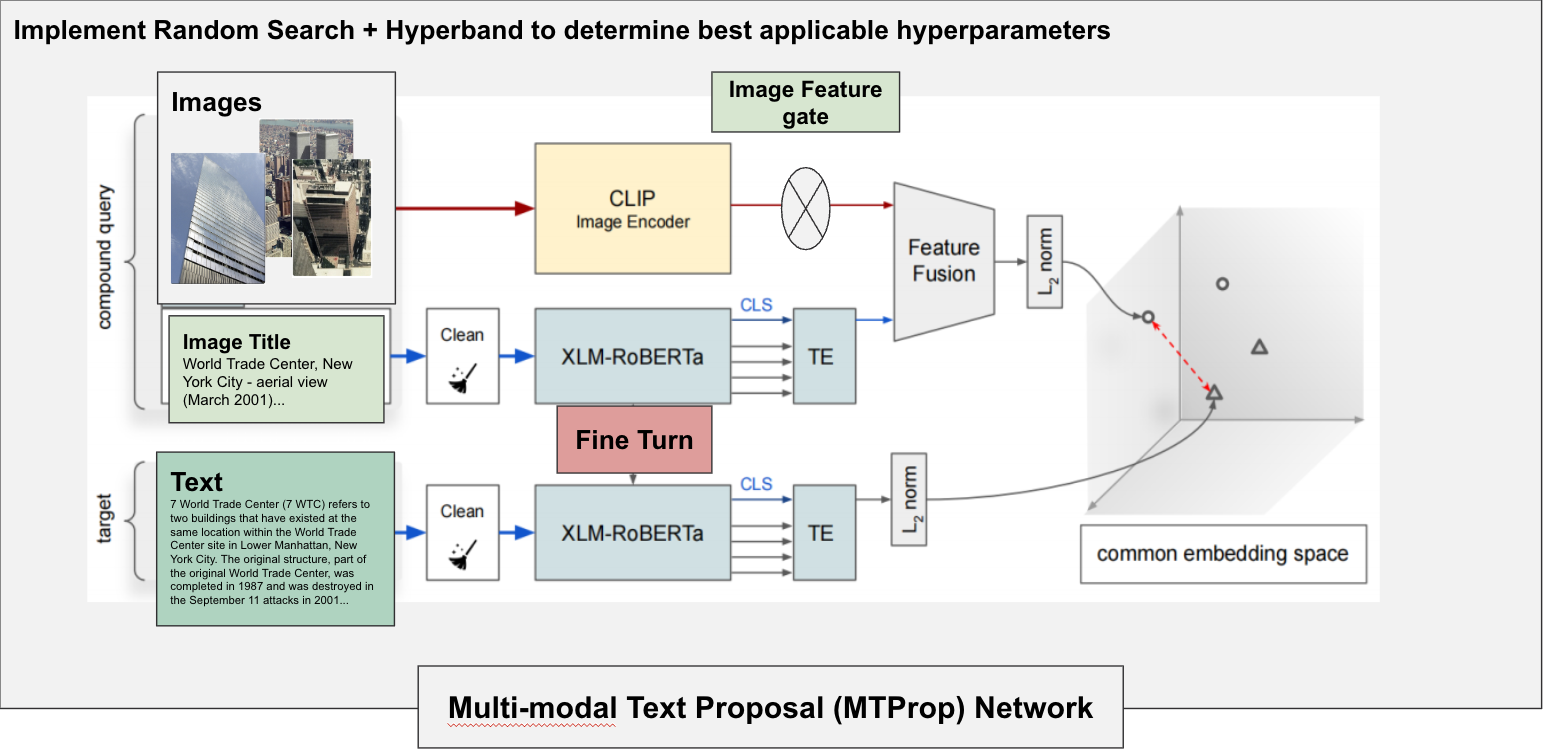 Implement Random Search + Hyperband to determine best applicable hyperparameters
Images
Image Feature
gate
compound query
CLIP
Image Encoder
Feature
Fusion
L2 norm
Image Title
World Trade Center, New
York City - aerial view
(March 2001)...
Clean
XLM-RoBERTa
CLS
TE
Fine Turn
target
Text
7 World Trade Center (7 WTC) refers to
two buildings that have existed at the
same location within the World Trade
Center site in Lower Manhattan, New
York City. The original structure, part of
the original World Trade Center, was
completed in 1987 and was destroyed in
the September 11 attacks in 2001...
Clean
XLM-RoBERTa
CLS
TE
L2 norm
common embedding space
Multi-modal Text Proposal (MTProp) Network